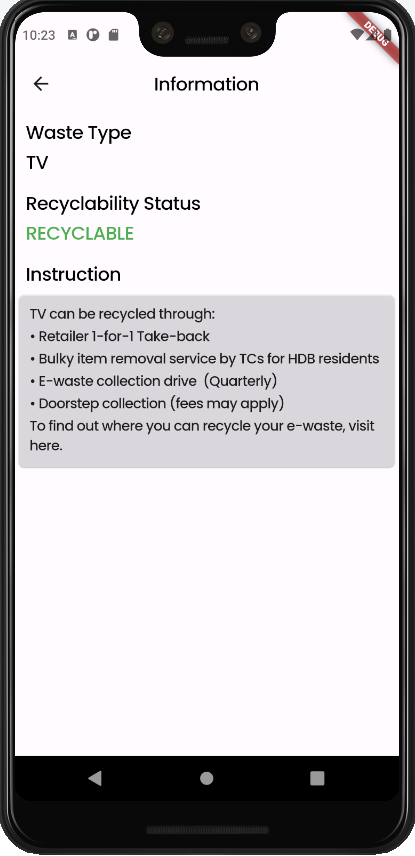 10:23
DEBUG
Information
Waste Type
TV
Recyclability Status
RECYCLABLE
Instruction
TV can be recycled through:
• Retailer 1-for-1 Take-back
• Bulky item removal service by TCs for HDB residents
• E-waste collection drive  (Quarterly)
• Doorstep collection (fees may apply)
To find out where you can recycle your e-waste, visit
here.